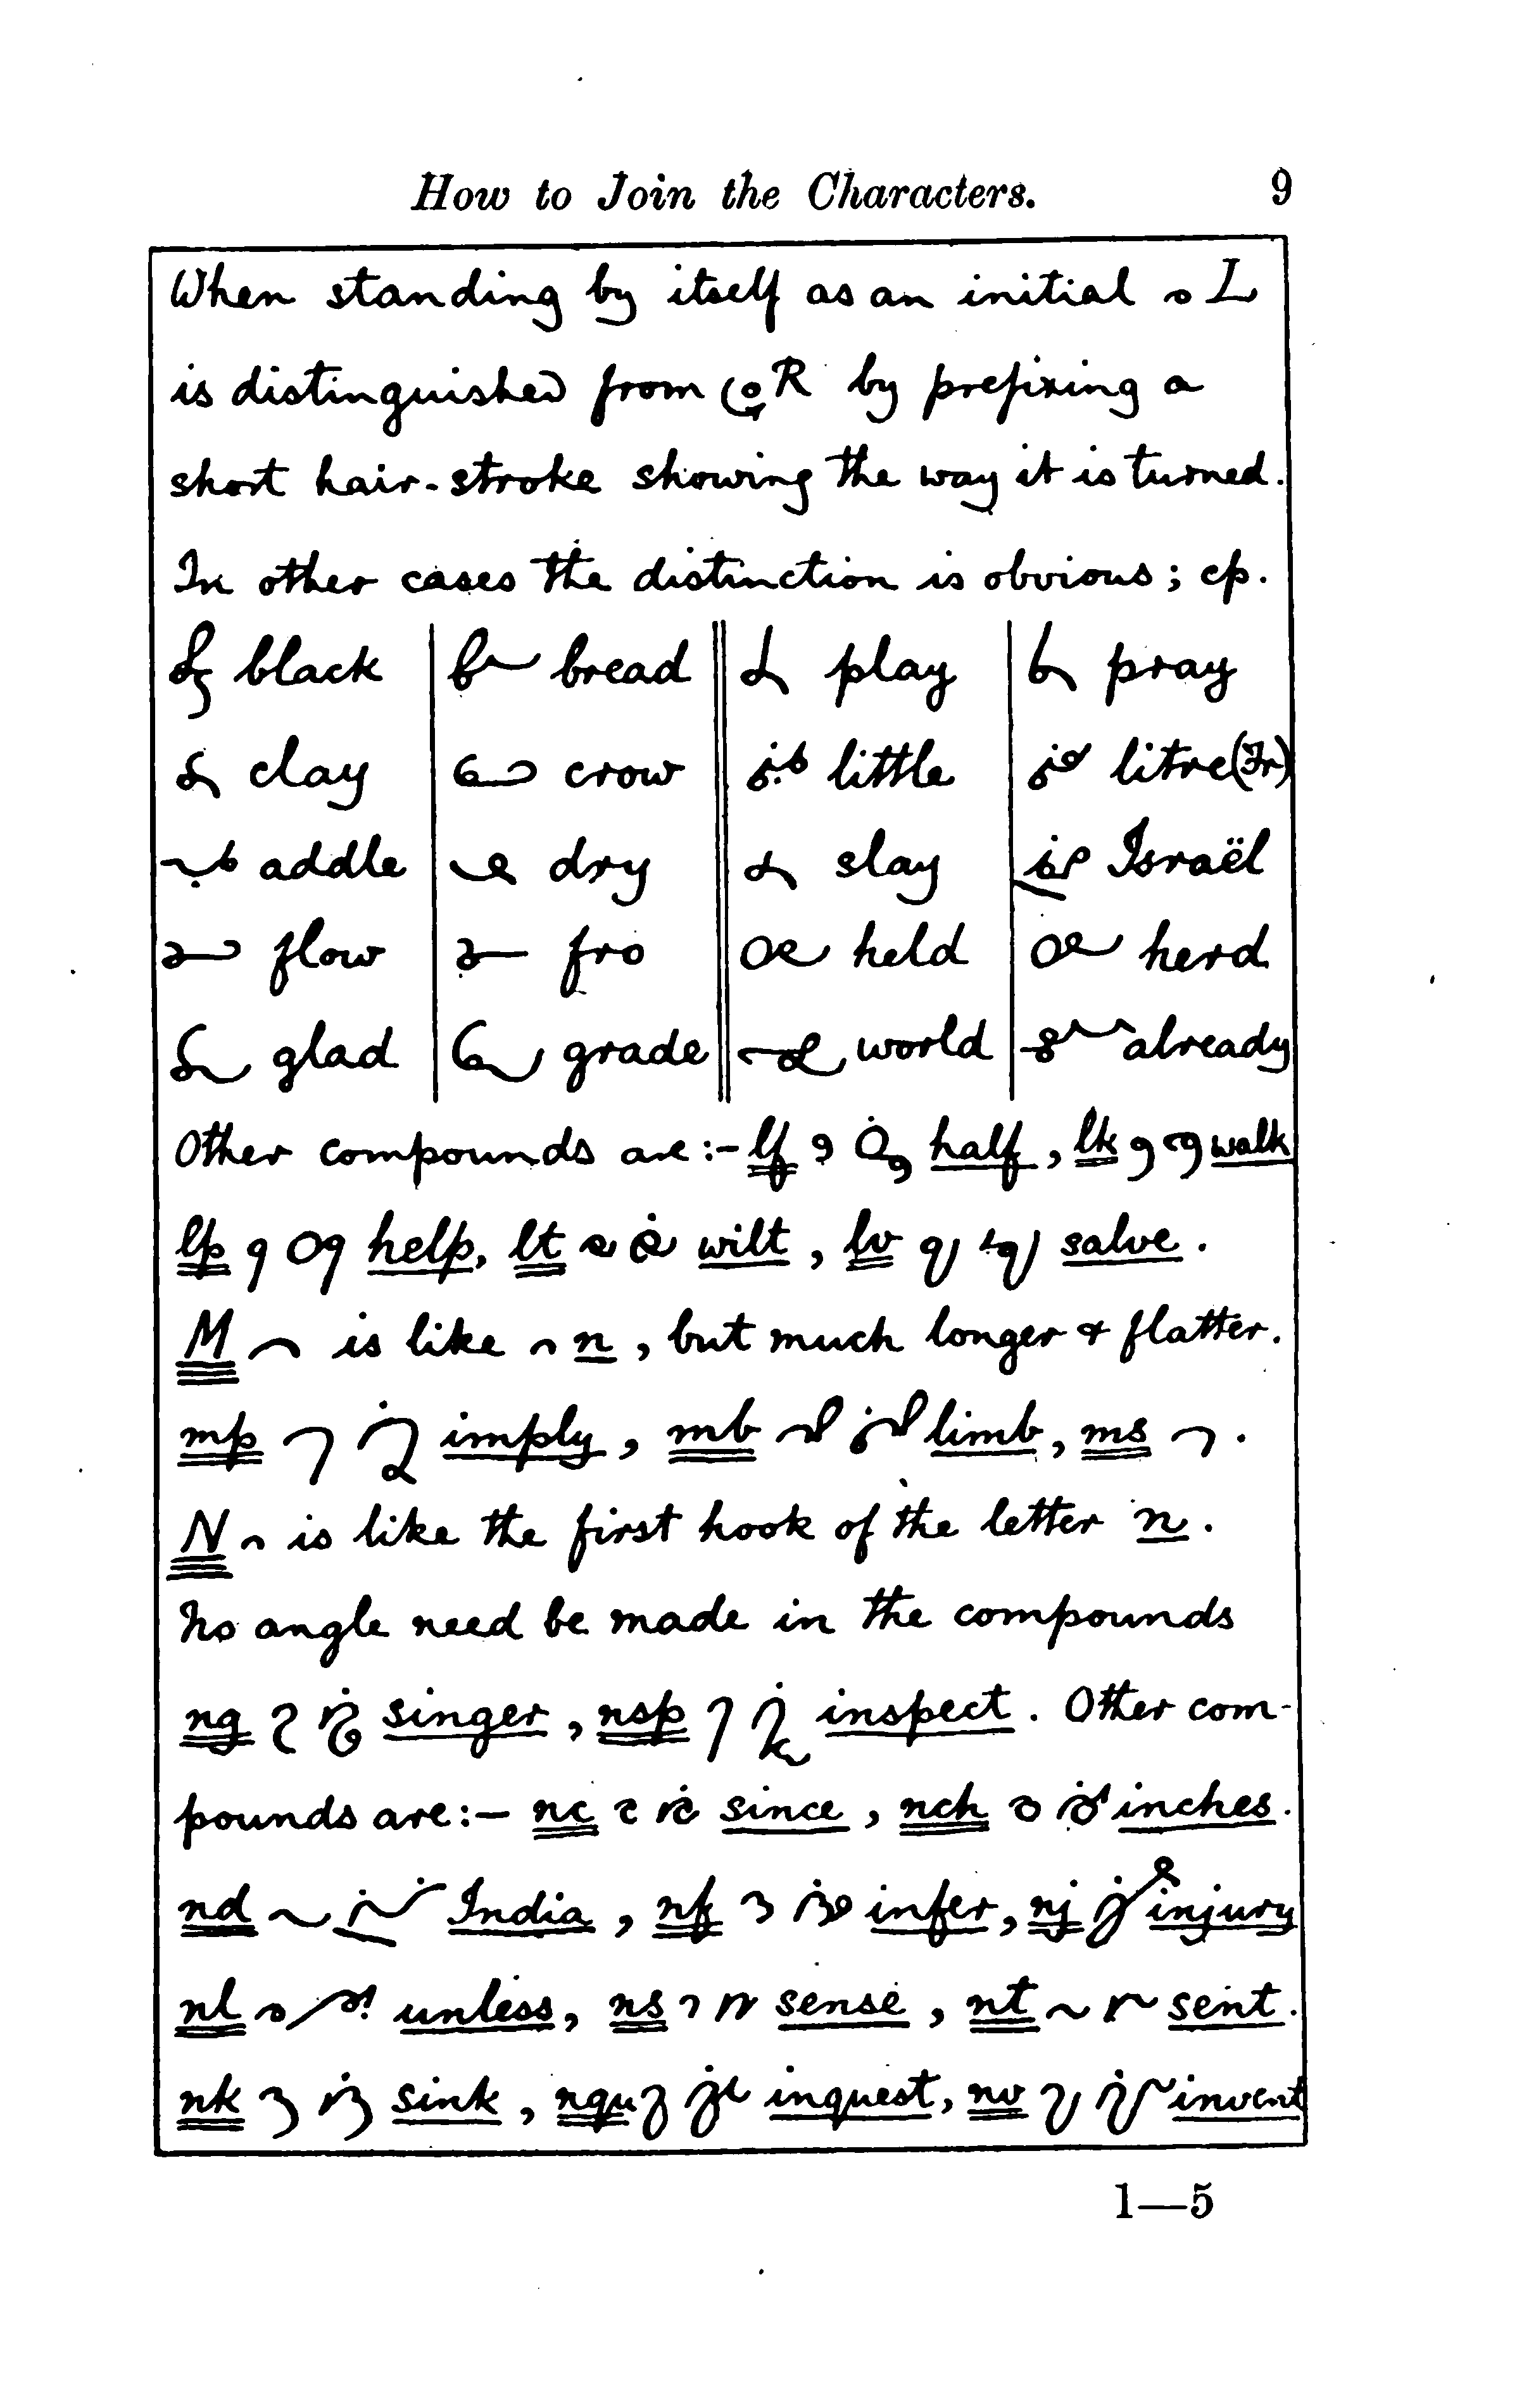 How to Join the Characters. 9
When standing by itself as an initial L
is distinguished from R by prefixing a
short hair-stroke showing the way it is turned.
In other cases the distinction is obvious; cp.
black bread play pray
clay crow little litre (Fr)
addle dry slay Israël
flow fro held herd
glad grade world already
Other compounds are:- lf half, lk walk
lp help, lt wilt, lv salve.
M is like n, but much longer & flatter.
mp imply, mb limb, ms .
N is like the first hook of the letter n.
No angle need be made in the compounds
ng singer, nsp inspect. Other com-
pounds are:— nc since, nch inches.
nd India, nf infer, nj injury
nl unless, ns sense, nt sent.
nk sink, nqu inquest, nv invent
1—5